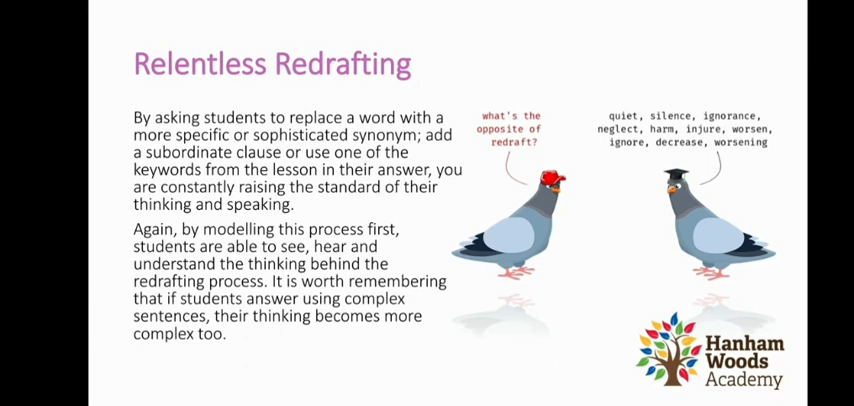 Relentless Redrafting
By asking students to replace a word with a
more specific or sophisticated synonym; add
a subordinate clause or use one of the
keywords from the lesson in their answer, you
are constantly raising the standard of their
thinking and speaking.
Again, by modelling this process first,
students are able to see, hear and
understand the thinking behind the
redrafting process. It is worth remembering
that if students answer using complex
sentences, their thinking becomes more
complex too.
what's the
opposite of
redraft?
quiet, silence, ignorance,
neglect, harm, injure, worsen,
ignore, decrease, worsening
Hanham
Woods
Academy